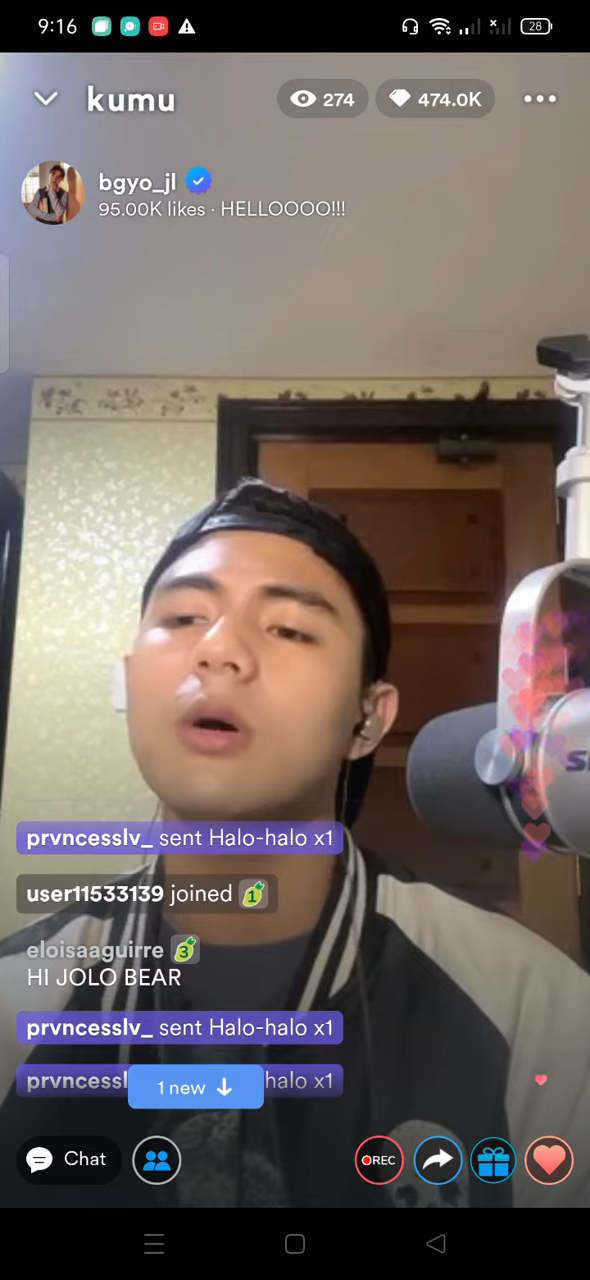 9:16
28
kumu
274
474.0K
bgyo_jl
95.00K likes · HELLOOOO!!!
prvncesslv_ sent Halo-halo x1
user11533139 joined 1
eloisaaguirre 3
HI JOLO BEAR
prvncesslv_ sent Halo-halo x1
1 new
halo x1
Chat
REC